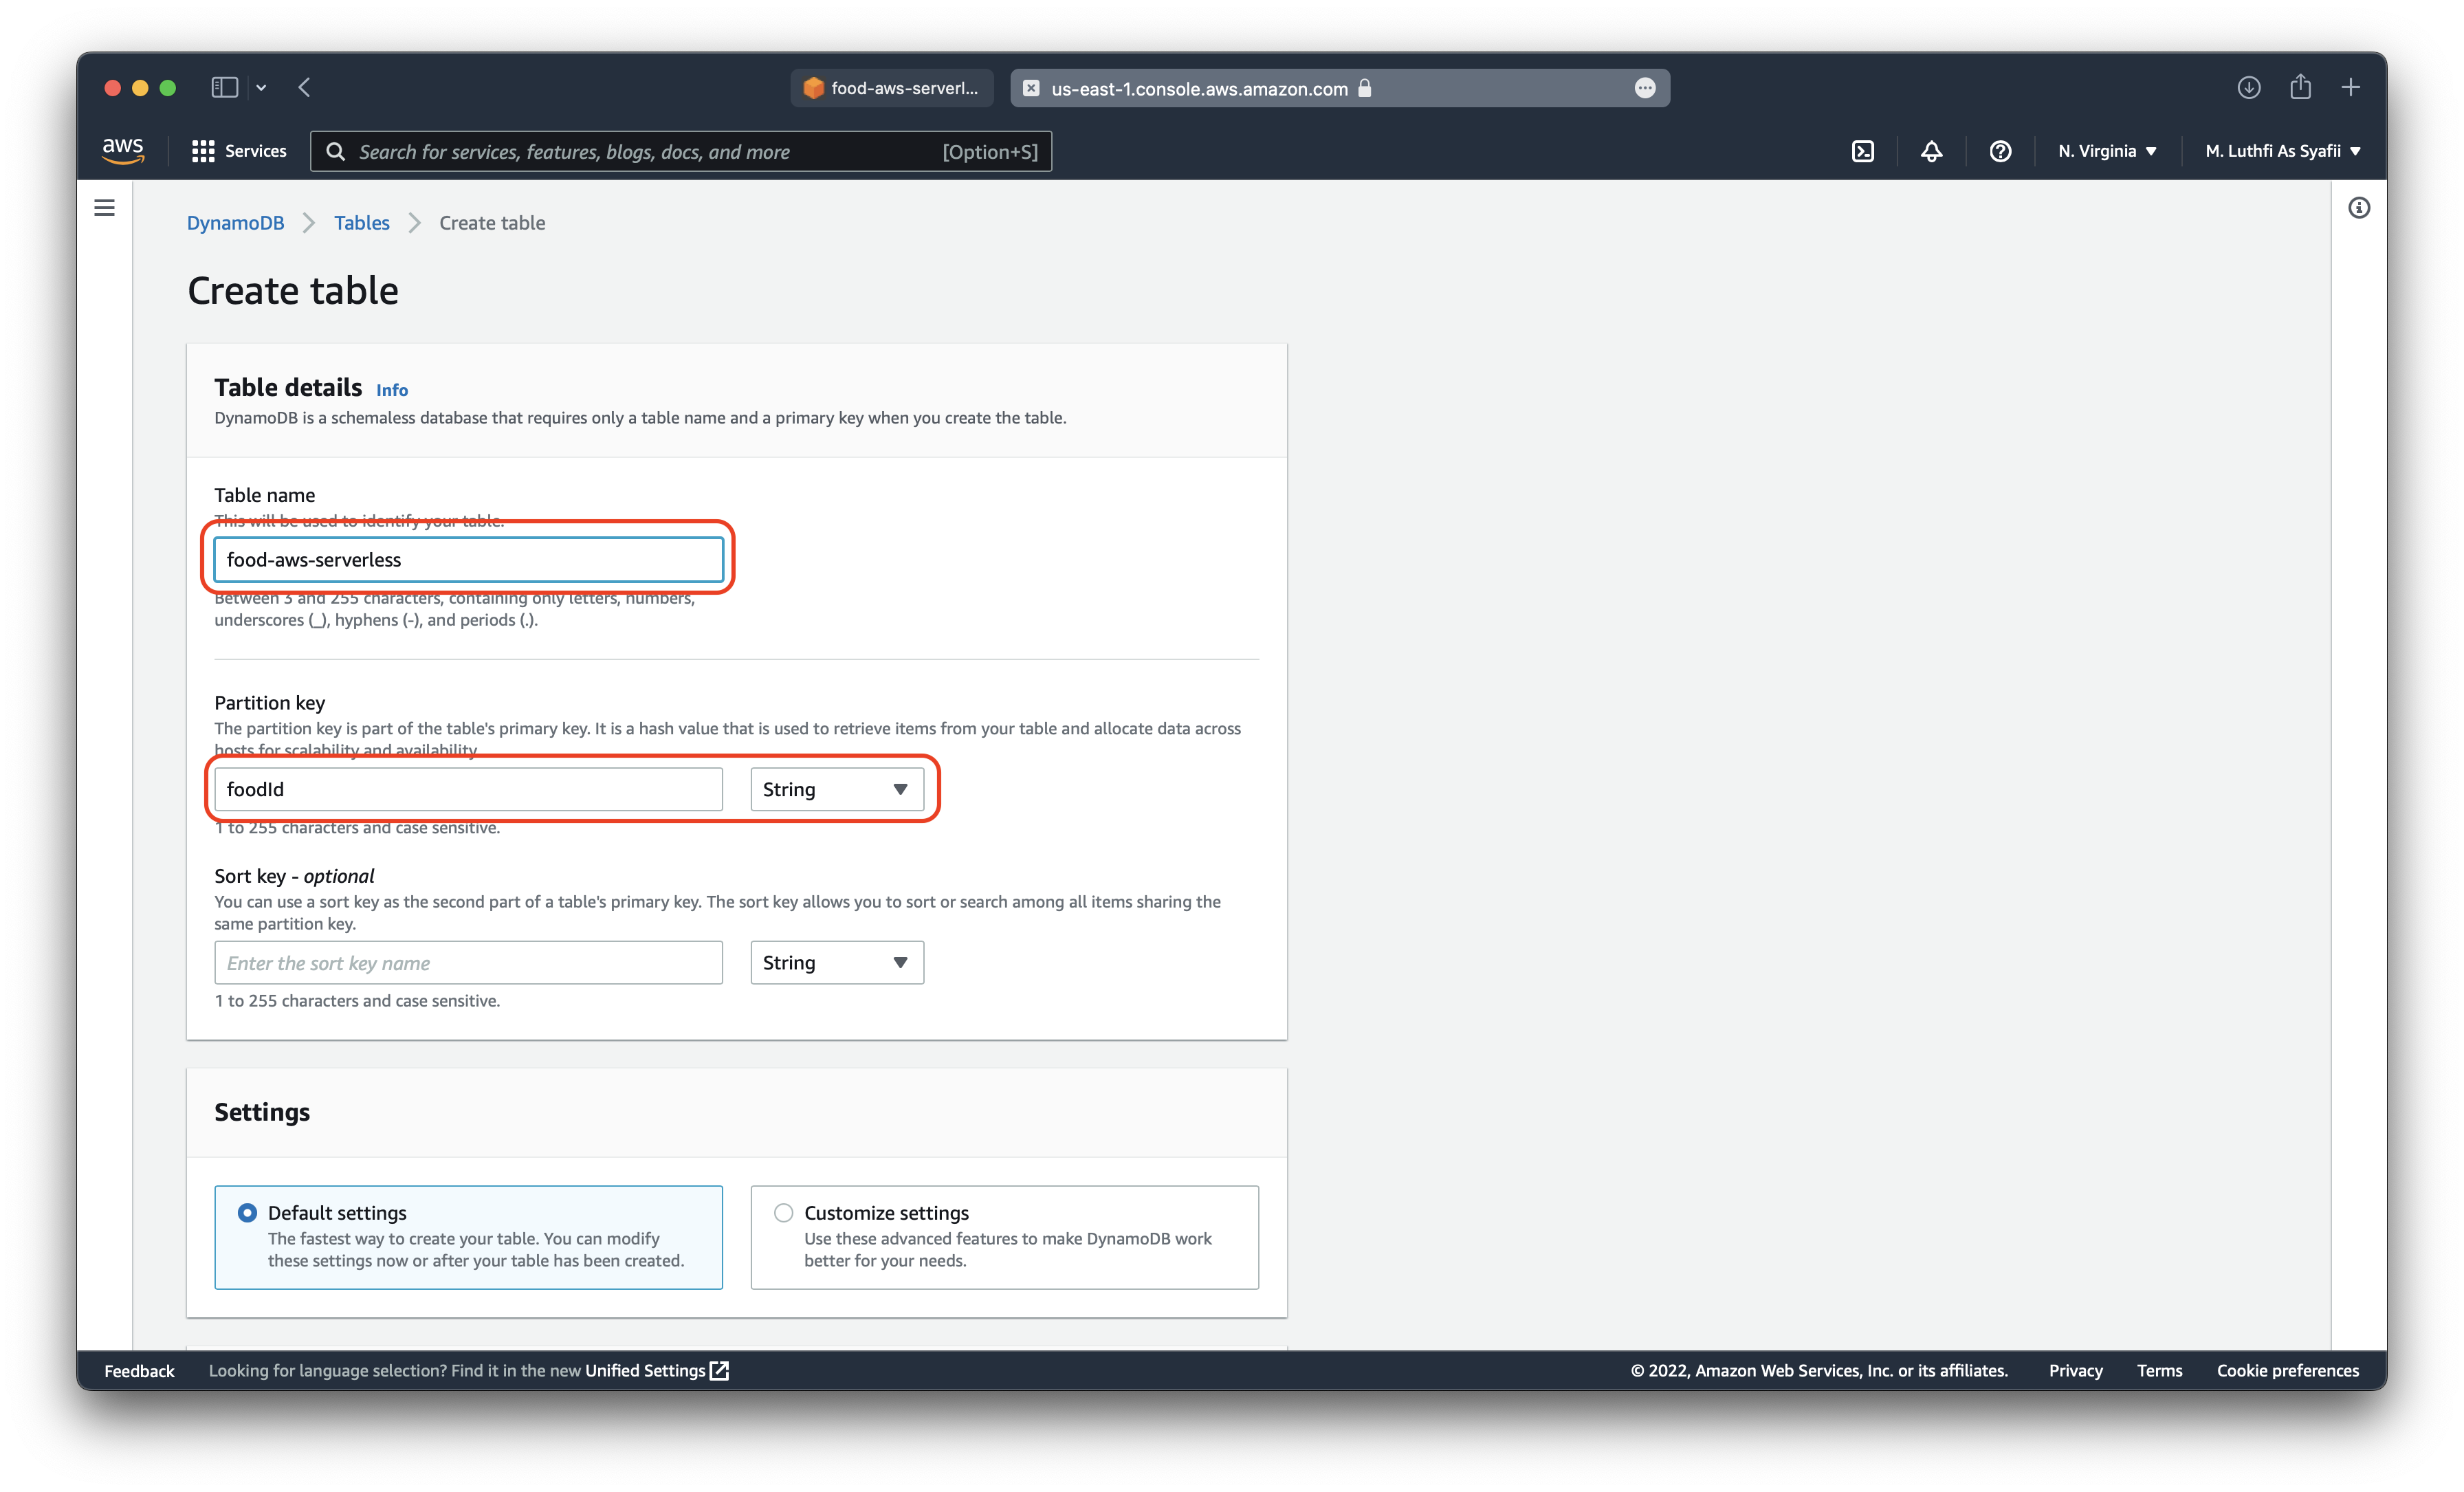 food-aws-serverl...
us-east-1.console.aws.amazon.com
aws
Services
Search for services, features, blogs, docs, and more
[Option+S]
N. Virginia
M. Luthfi As Syafii
DynamoDB
Tables
Create table
Create table
Table details
Info
DynamoDB is a schemaless database that requires only a table name and a primary key when you create the table.
Table name
This will be used to identify your table.
food-aws-serverless
Between 3 and 255 characters, containing only letters, numbers,
underscores (_), hyphens (-), and periods (.).
Partition key
The partition key is part of the table's primary key. It is a hash value that is used to retrieve items from your table and allocate data across
hosts for scalability and availability.
foodId
String
1 to 255 characters and case sensitive.
Sort key - optional
You can use a sort key as the second part of a table's primary key. The sort key allows you to sort or search among all items sharing the
same partition key.
Enter the sort key name
String
1 to 255 characters and case sensitive.
Settings
Default settings
The fastest way to create your table. You can modify
these settings now or after your table has been created.
Customize settings
Use these advanced features to make DynamoDB work
better for your needs.
Feedback
Looking for language selection? Find it in the new Unified Settings
© 2022, Amazon Web Services, Inc. or its affiliates.
Privacy
Terms
Cookie preferences